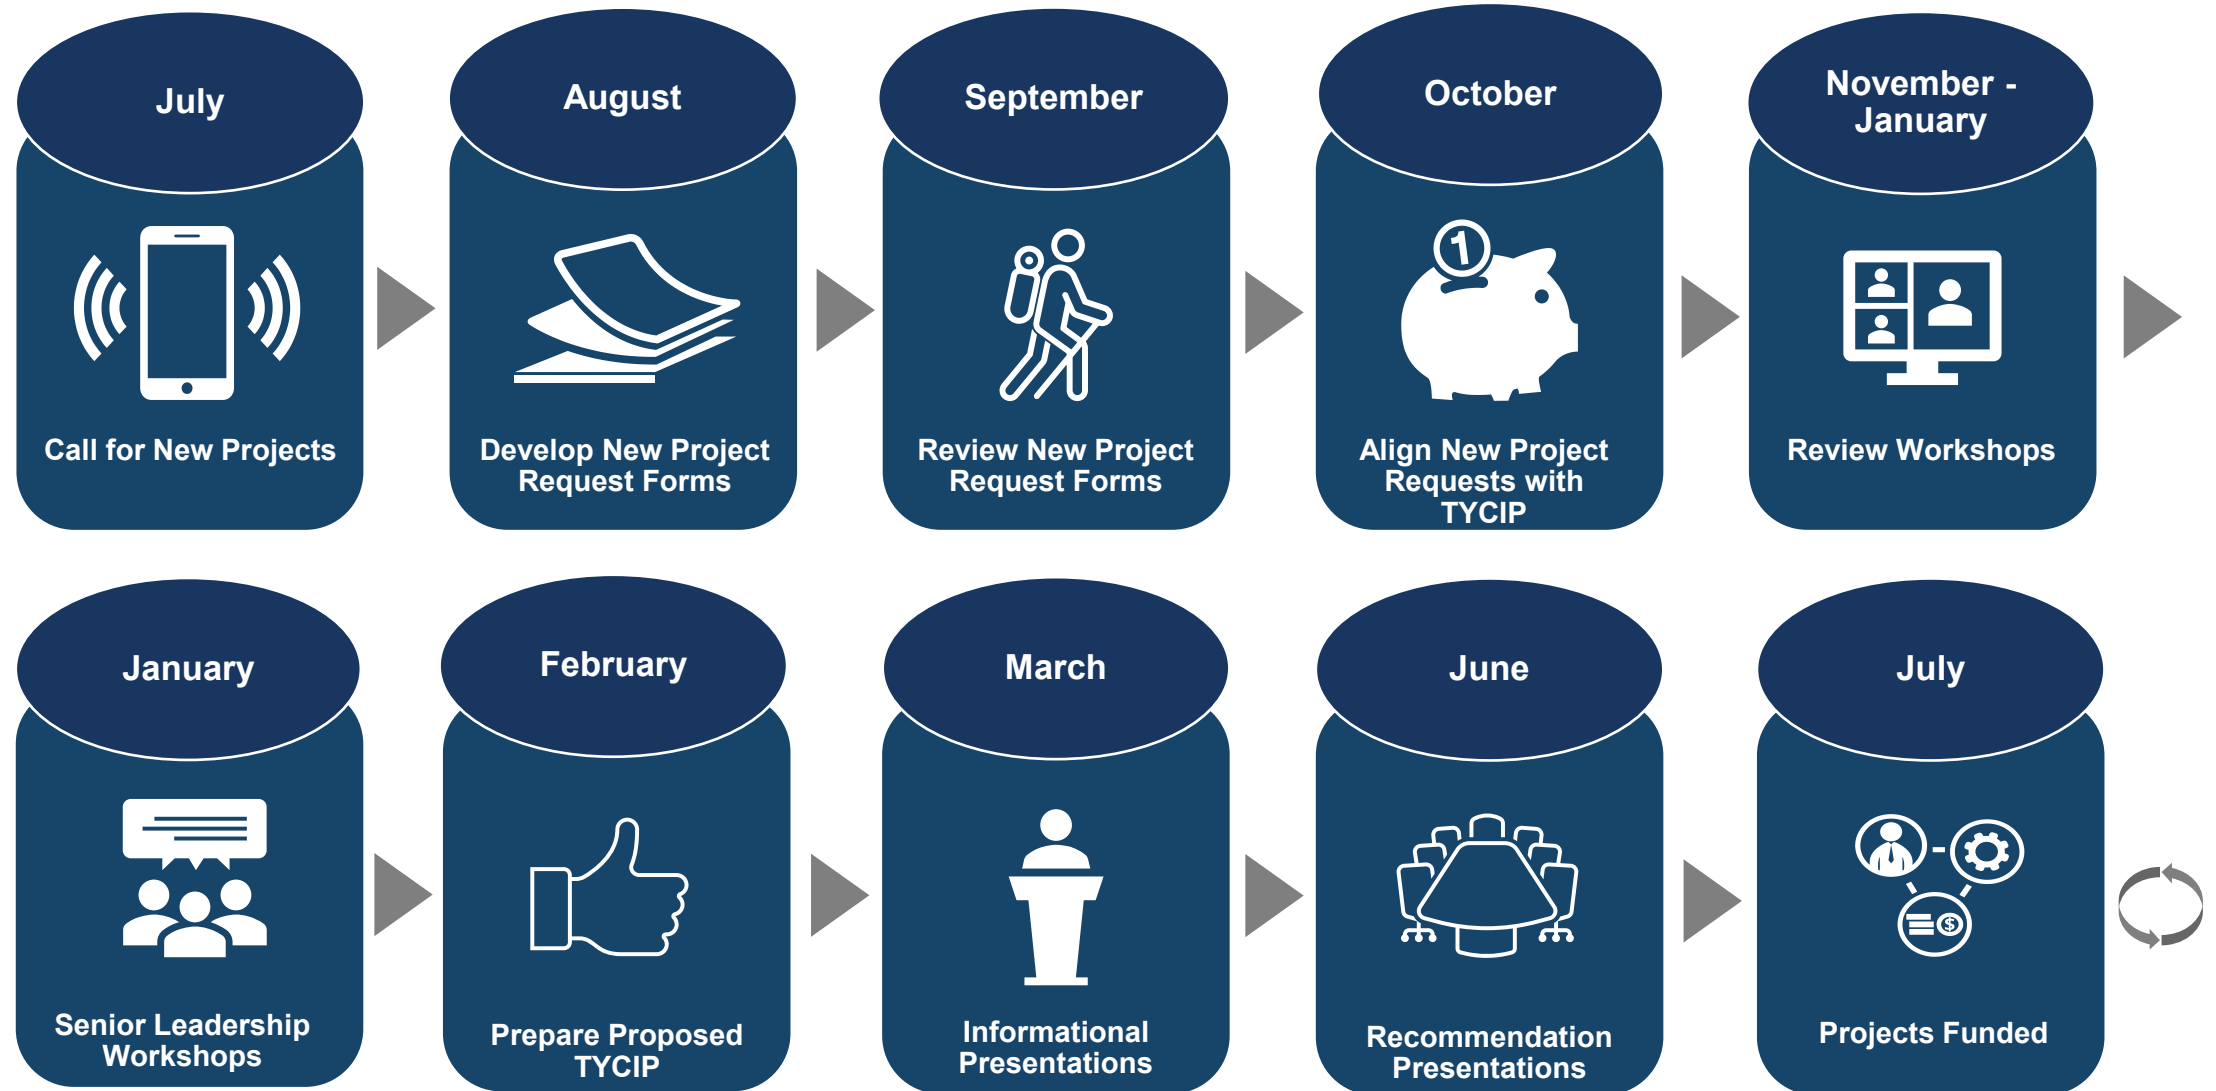 July
Call for New Projects
August
Develop New Project
Request Forms
September
Review New Project
Request Forms
October
1
Align New Project
Requests with
TYCIP
November -
January
Review Workshops
January
Senior Leadership
Workshops
February
Prepare Proposed
TYCIP
March
Informational
Presentations
June
Recommendation
Presentations
July
$
Projects Funded